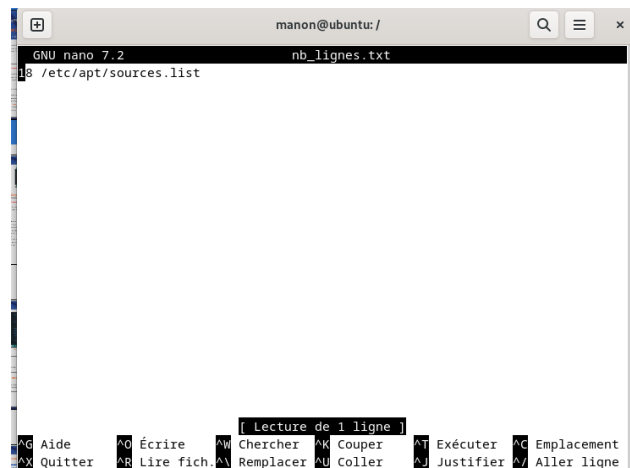 manon@ubuntu: /
GNU nano 7.2 nb_lignes.txt
18 /etc/apt/sources.list
[ Lecture de 1 ligne ]
^G Aide ^O Écrire ^W Chercher ^K Couper ^T Exécuter ^C Emplacement
^X Quitter ^R Lire fich. ^\ Remplacer ^U Coller ^J Justifier ^/ Aller ligne